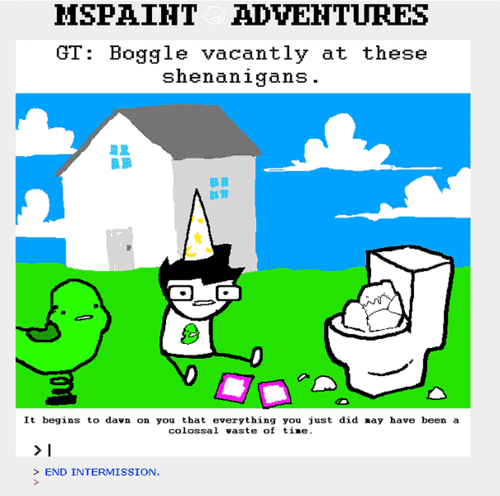 MSPAINT ADVENTURES
GT: Boggle vacantly at these
shenanigans.
It begins to dawn on you that everything you just did may have been a
colossal waste of time.
>|
> END INTERMISSION.
>